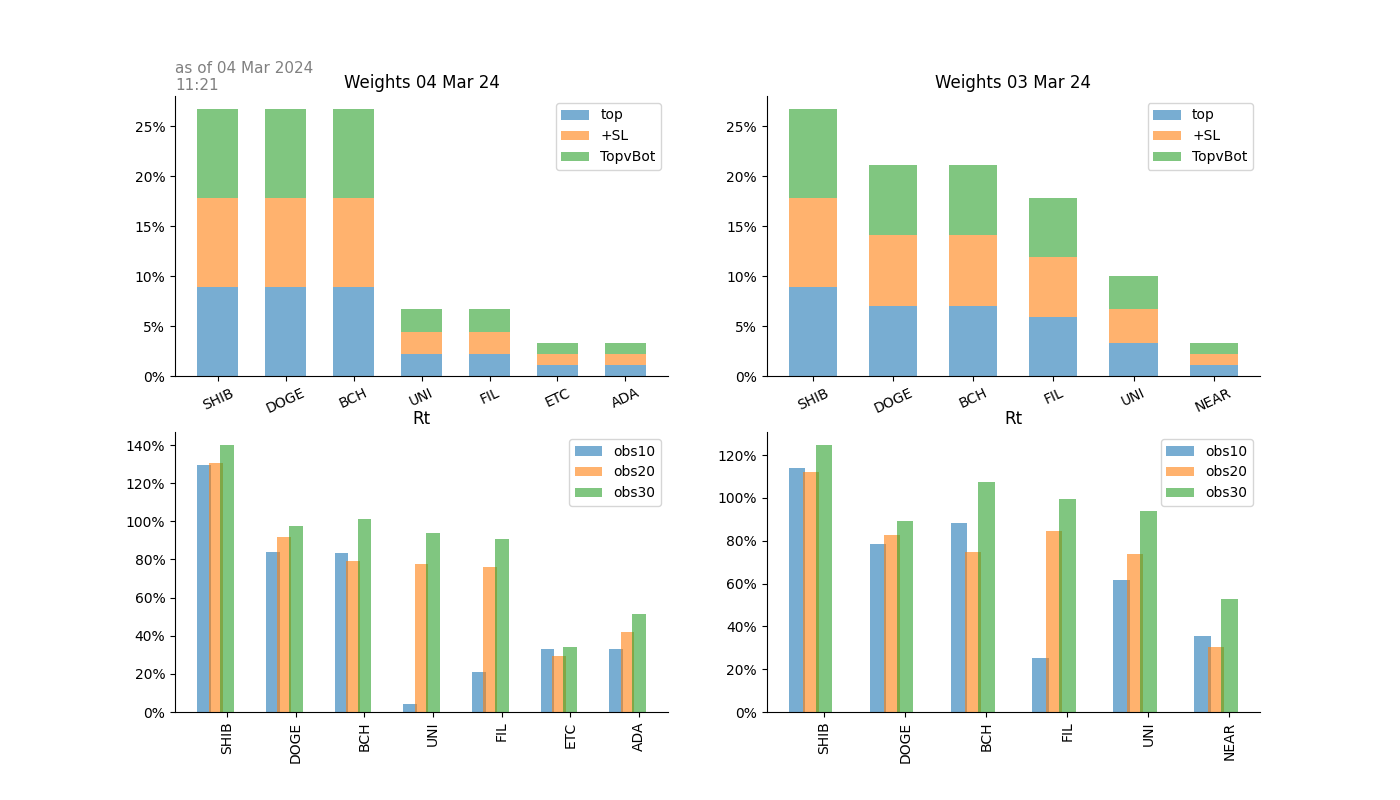 as of 04 Mar 2024
11:21
Weights 04 Mar 24
25%
20%
15%
10%
5%
0%
top
+SL
TopvBot
SHIB DOGE BCH UNI FIL ETC ADA
Weights 03 Mar 24
25%
20%
15%
10%
5%
0%
top
+SL
TopvBot
SHIB DOGE BCH FIL UNI NEAR
Rt
140%
120%
100%
80%
60%
40%
20%
0%
obs10
obs20
obs30
SHIB DOGE BCH UNI FIL ETC ADA
Rt
120%
100%
80%
60%
40%
20%
0%
obs10
obs20
obs30
SHIB DOGE BCH FIL UNI NEAR